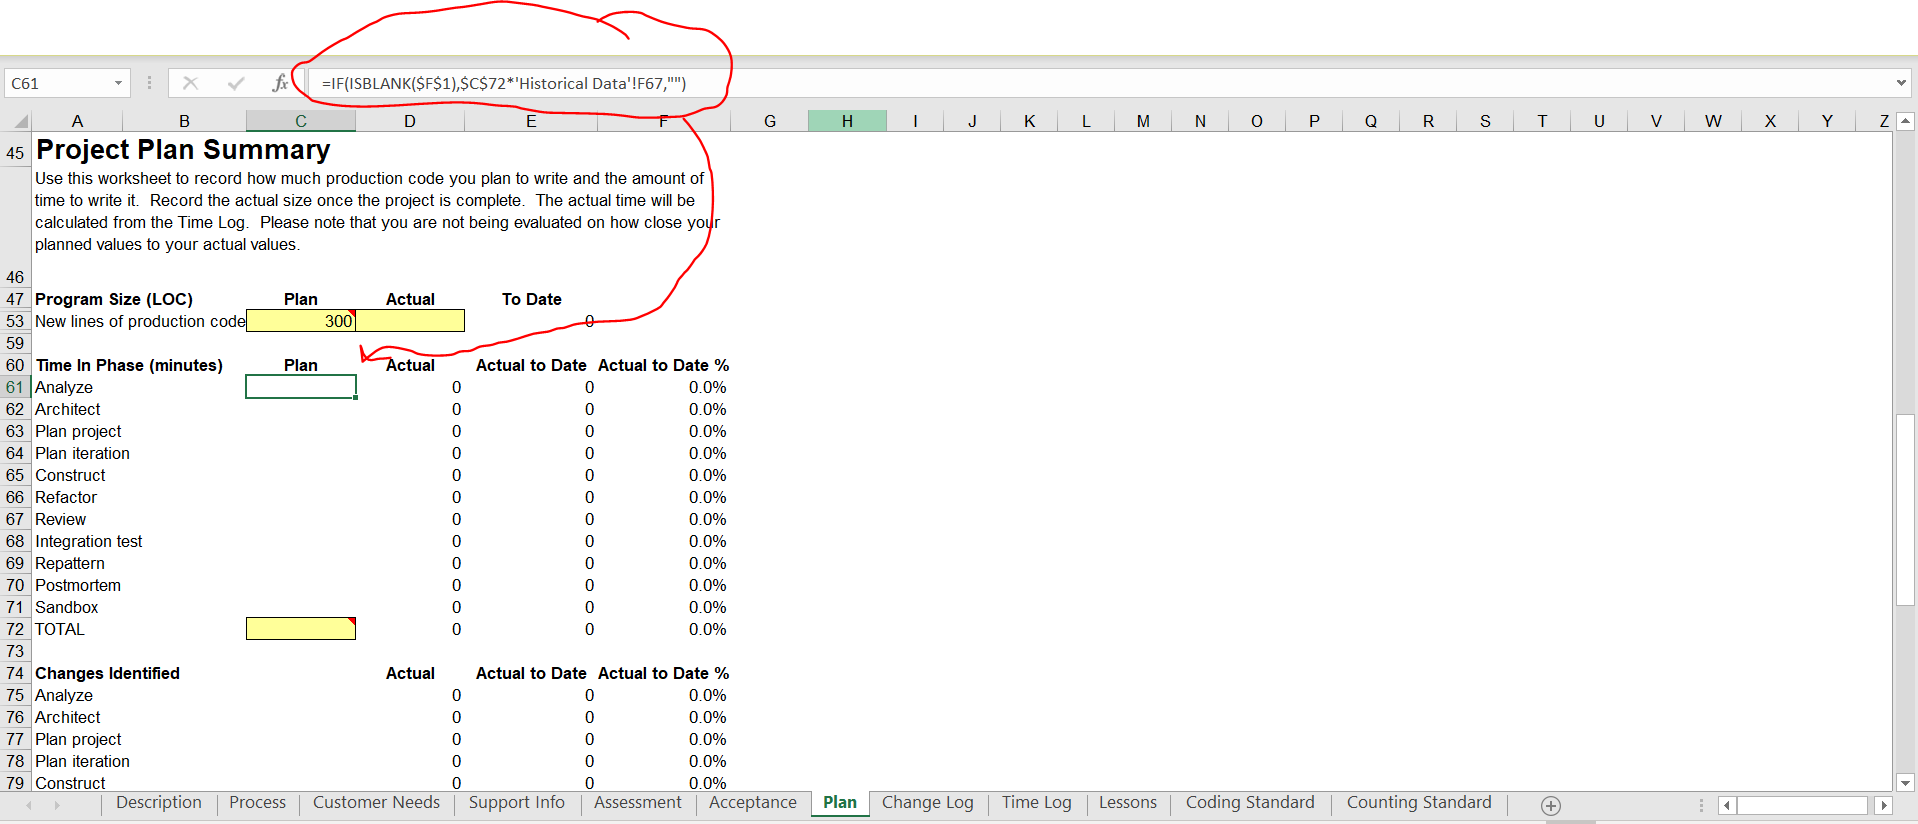 C61 fx =IF(ISBLANK($F$1),$C$72*'Historical Data'!F67,"")
A B C D E F G H I J K L M N O P Q R S T U V W X Y Z
45 Project Plan Summary
Use this worksheet to record how much production code you plan to write and the amount of
time to write it. Record the actual size once the project is complete. The actual time will be
calculated from the Time Log. Please note that you are not being evaluated on how close your
planned values to your actual values.
46
47 Program Size (LOC) Plan Actual To Date
53 New lines of production code 300 0
59
60 Time In Phase (minutes) Plan Actual Actual to Date Actual to Date %
61 Analyze 0 0 0.0%
62 Architect 0 0 0.0%
63 Plan project 0 0 0.0%
64 Plan iteration 0 0 0.0%
65 Construct 0 0 0.0%
66 Refactor 0 0 0.0%
67 Review 0 0 0.0%
68 Integration test 0 0 0.0%
69 Repattern 0 0 0.0%
70 Postmortem 0 0 0.0%
71 Sandbox 0 0 0.0%
72 TOTAL 0 0 0.0%
73
74 Changes Identified Actual Actual to Date Actual to Date %
75 Analyze 0 0 0.0%
76 Architect 0 0 0.0%
77 Plan project 0 0 0.0%
78 Plan iteration 0 0 0.0%
79 Construct 0 0 0.0%
Description Process Customer Needs Support Info Assessment Acceptance Plan Change Log Time Log Lessons Coding Standard Counting Standard